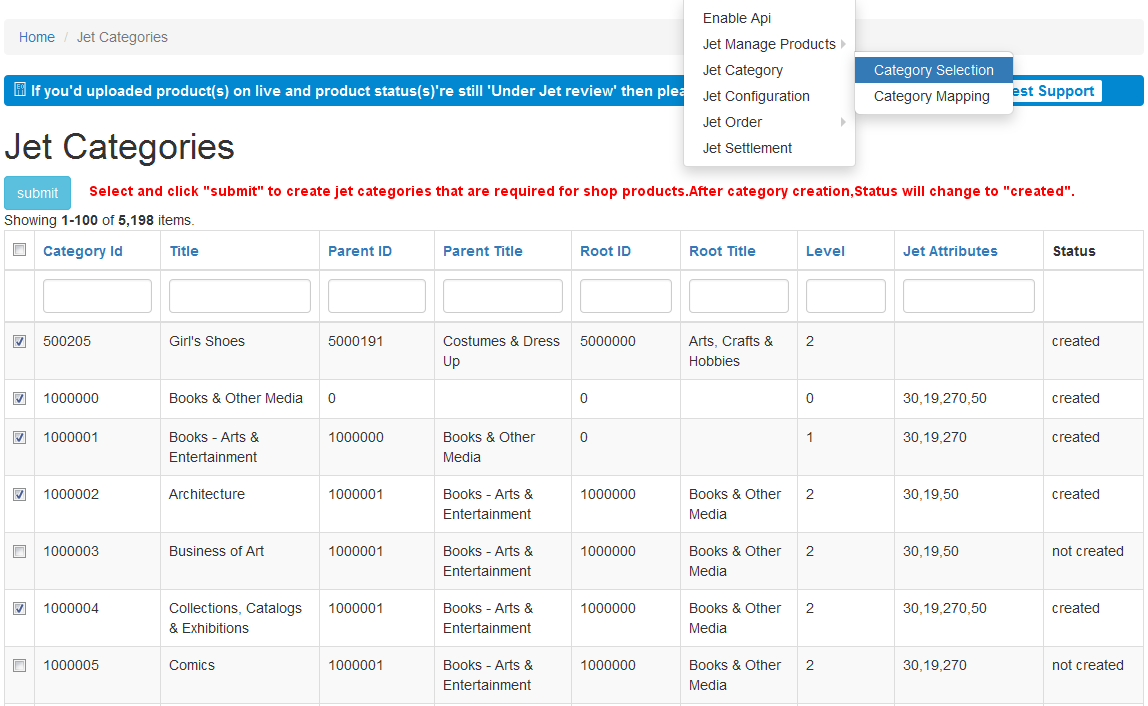 Enable Api
Jet Manage Products
Jet Category
Jet Configuration
Jet Order
Jet Settlement
Category Selection
Category Mapping
Home / Jet Categories
If you'd uploaded product(s) on live and product status(s)'re still 'Under Jet review' then
Support
Jet Categories
submit Select and click "submit" to create jet categories that are required for shop products.After category creation,Status will change to "created".
Showing 1-100 of 5,198 items.
Category Id Title Parent ID Parent Title Root ID Root Title Level Jet Attributes Status
500205 Girl's Shoes 5000191 Costumes & Dress 5000000 Arts, Crafts & 2 created
Up Hobbies
1000000 Books & Other Media 0 0 0 30,19,270,50 created
1000001 Books - Arts & 1000000 Books & Other 0 1 30,19,270 created
Entertainment Media
1000002 Architecture 1000001 Books - Arts & 1000000 Books & Other 2 30,19,50 created
Entertainment Media
1000003 Business of Art 1000001 Books - Arts & 1000000 Books & Other 2 30,19,50 not created
Entertainment Media
1000004 Collections, Catalogs 1000001 Books - Arts & 1000000 Books & Other 2 30,19,270,50 created
& Exhibitions Entertainment Media
1000005 Comics 1000001 Books - Arts & 1000000 Books & Other 2 30,19,270 not created
Entertainment Media